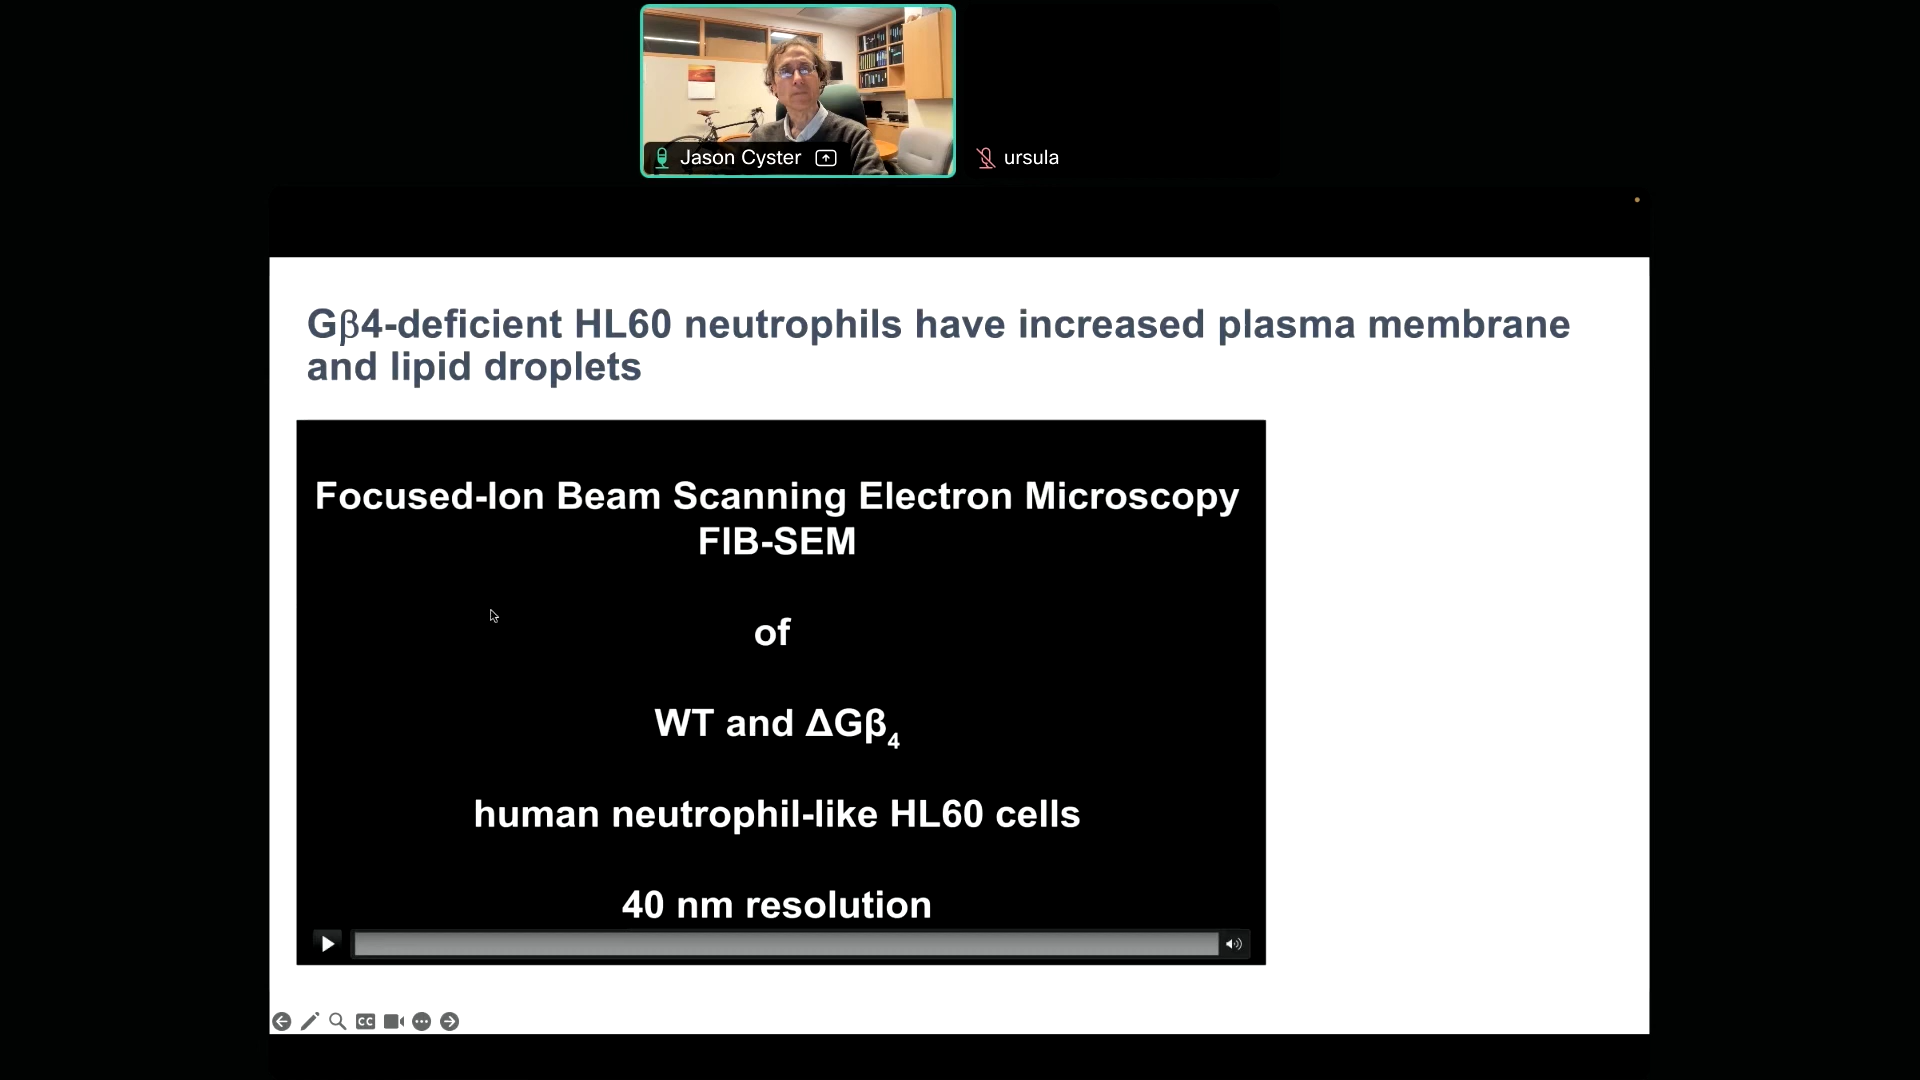 Jason Cyster
ursula
Gβ4-deficient HL60 neutrophils have increased plasma membrane
and lipid droplets
Focused-Ion Beam Scanning Electron Microscopy
FIB-SEM
of
WT and ΔGβ₄
human neutrophil-like HL60 cells
40 nm resolution
CC